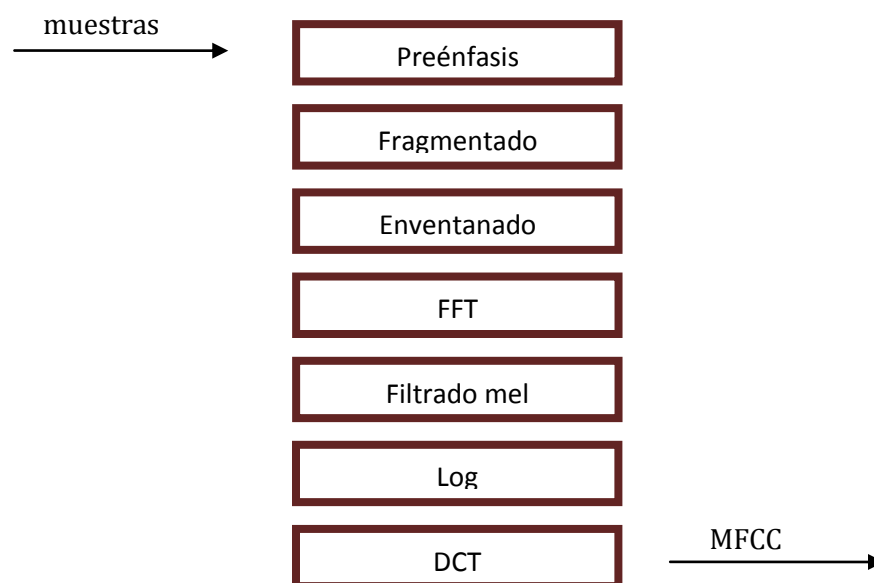 muestras
Preénfasis
Fragmentado
Enventanado
FFT
Filtrado mel
Log
DCT
MFCC